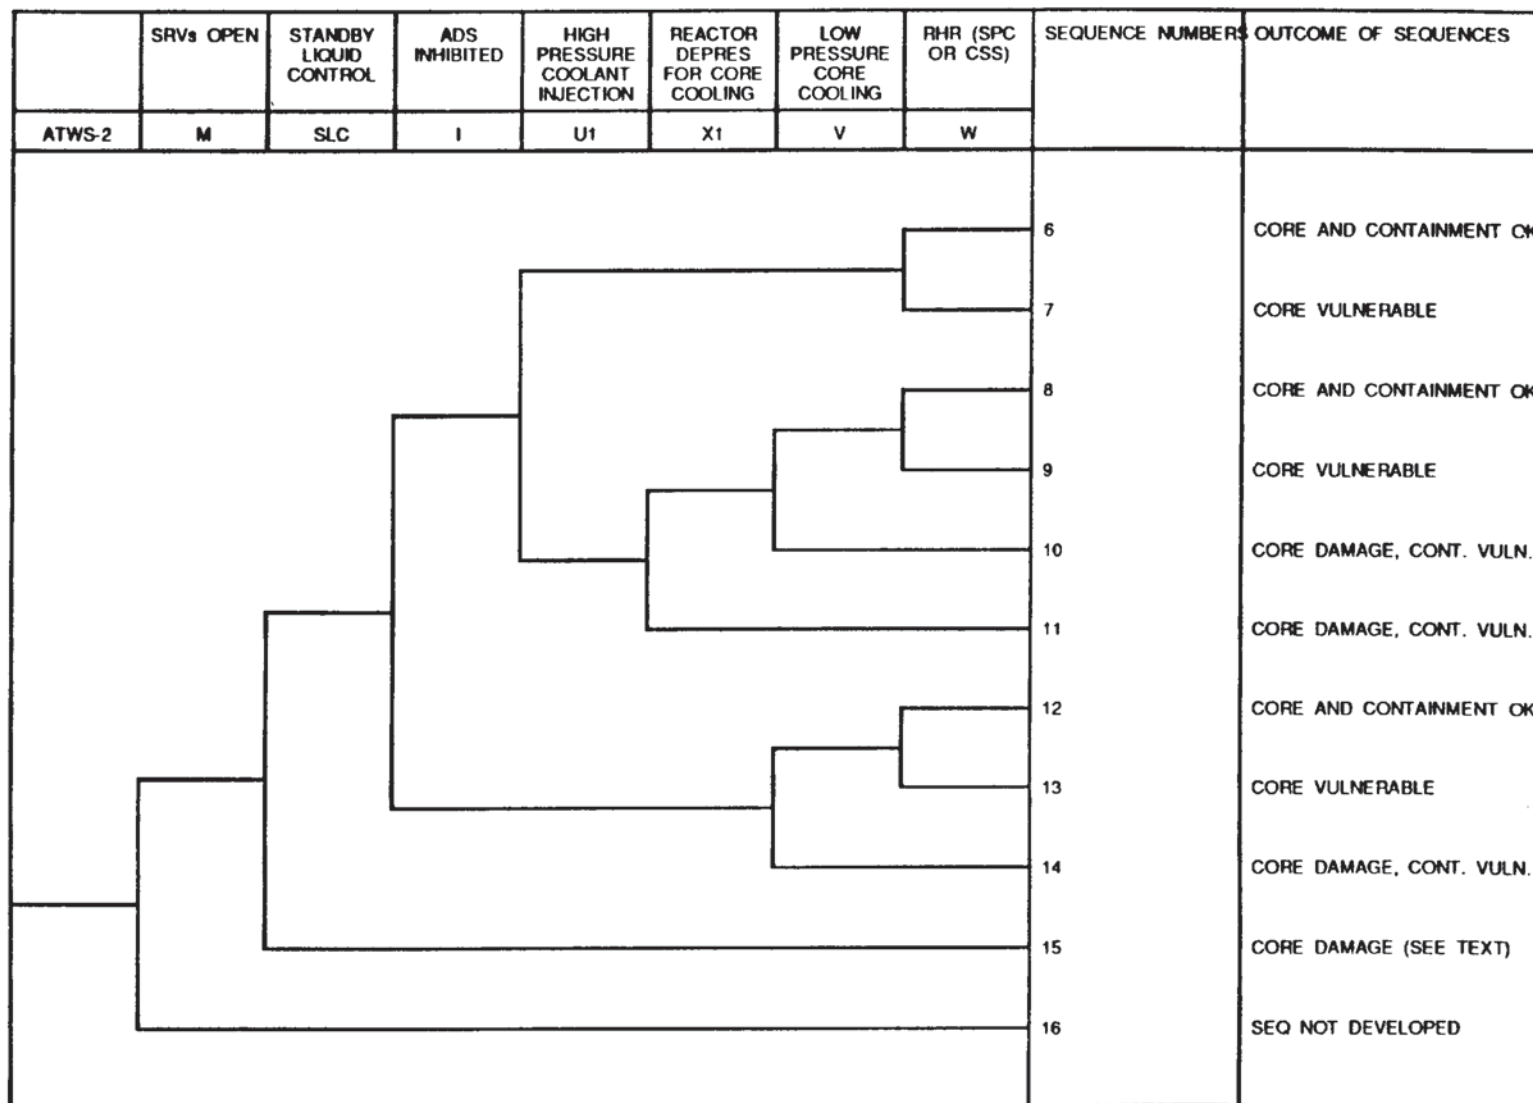 SRVs OPEN
STANDBY
LIQUID
CONTROL
ADS
INHIBITED
HIGH
PRESSURE
COOLANT
INJECTION
REACTOR
DEPRES
FOR CORE
COOLING
LOW
PRESSURE
CORE
COOLING
RHR (SPC
OR CSS)
SEQUENCE NUMBERS
OUTCOME OF SEQUENCES
ATWS-2 M SLC I U1 X1 V W
6 CORE AND CONTAINMENT OK
7 CORE VULNERABLE
8 CORE AND CONTAINMENT OK
9 CORE VULNERABLE
10 CORE DAMAGE, CONT. VULN.
11 CORE DAMAGE, CONT. VULN.
12 CORE AND CONTAINMENT OK
13 CORE VULNERABLE
14 CORE DAMAGE, CONT. VULN.
15 CORE DAMAGE (SEE TEXT)
16 SEQ NOT DEVELOPED